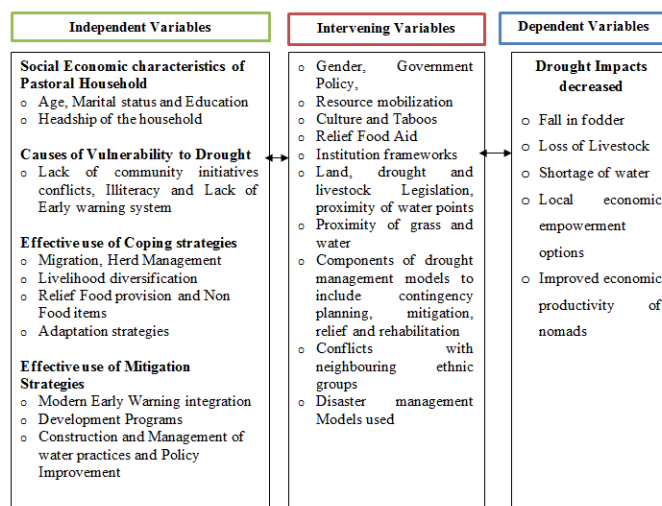 Independent Variables
Intervening Variables
Dependent Variables
Social Economic characteristics of
Pastoral Household
o Age, Marital status and Education
o Headship of the household
Causes of Vulnerability to Drought
o Lack of community initiatives
conflicts, Illiteracy and Lack of
Early warning system
Effective use of Coping strategies
o Migration, Herd Management
o Livelihood diversification
o Relief Food provision and Non
Food items
o Adaptation strategies
Effective use of Mitigation
Strategies
o Modern Early Warning integration
o Development Programs
o Construction and Management of
water practices and Policy
Improvement
o Gender, Government
Policy,
o Resource mobilization
o Culture and Taboos
o Relief Food Aid
o Institution frameworks
o Land, drought and
livestock Legislation,
proximity of water points
o Proximity of grass and
water
o Components of drought
management models to
include contingency
planning, mitigation,
relief and rehabilitation
o Conflicts with
neighbouring ethnic
groups
o Disaster management
Models used
Drought Impacts
decreased
o Fall in fodder
o Loss of Livestock
o Shortage of water
o Local economic
empowerment
options
o Improved economic
productivity of
nomads